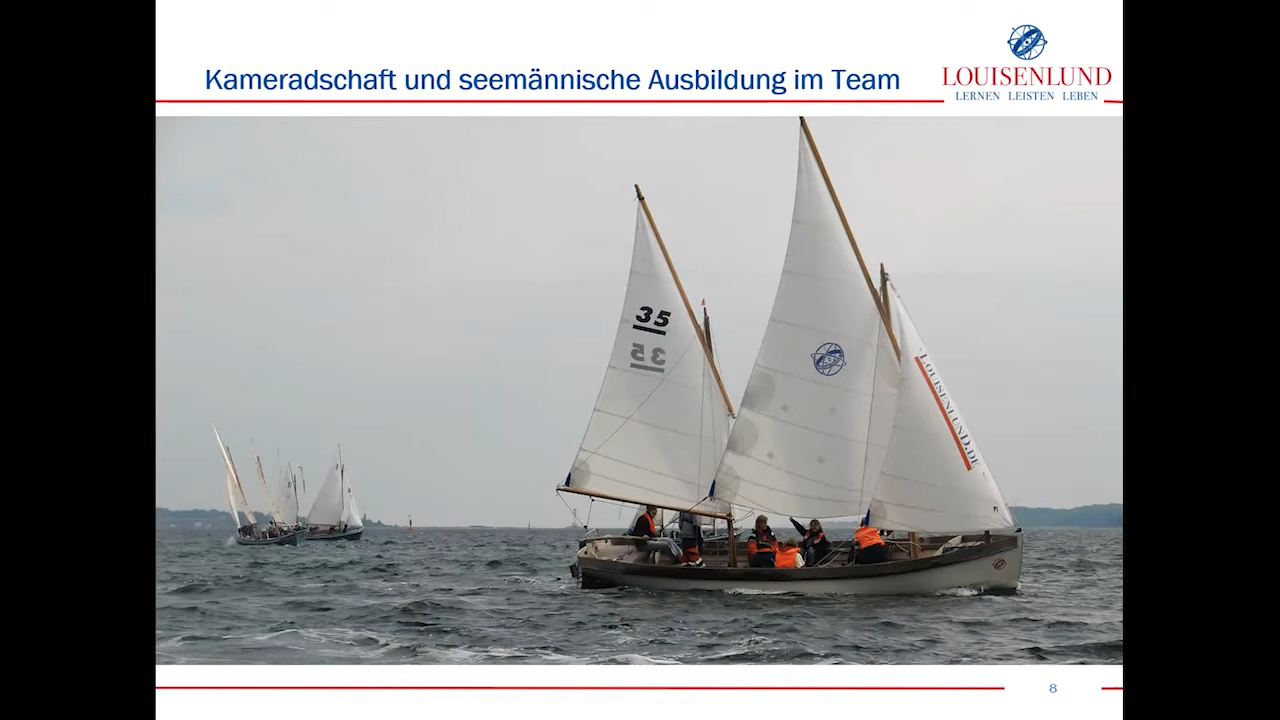 Kameradschaft und seemännische Ausbildung im Team
LOUISENLUND
LERNEN LEISTEN LEBEN
35
35
LOUISENLUND.DE
8